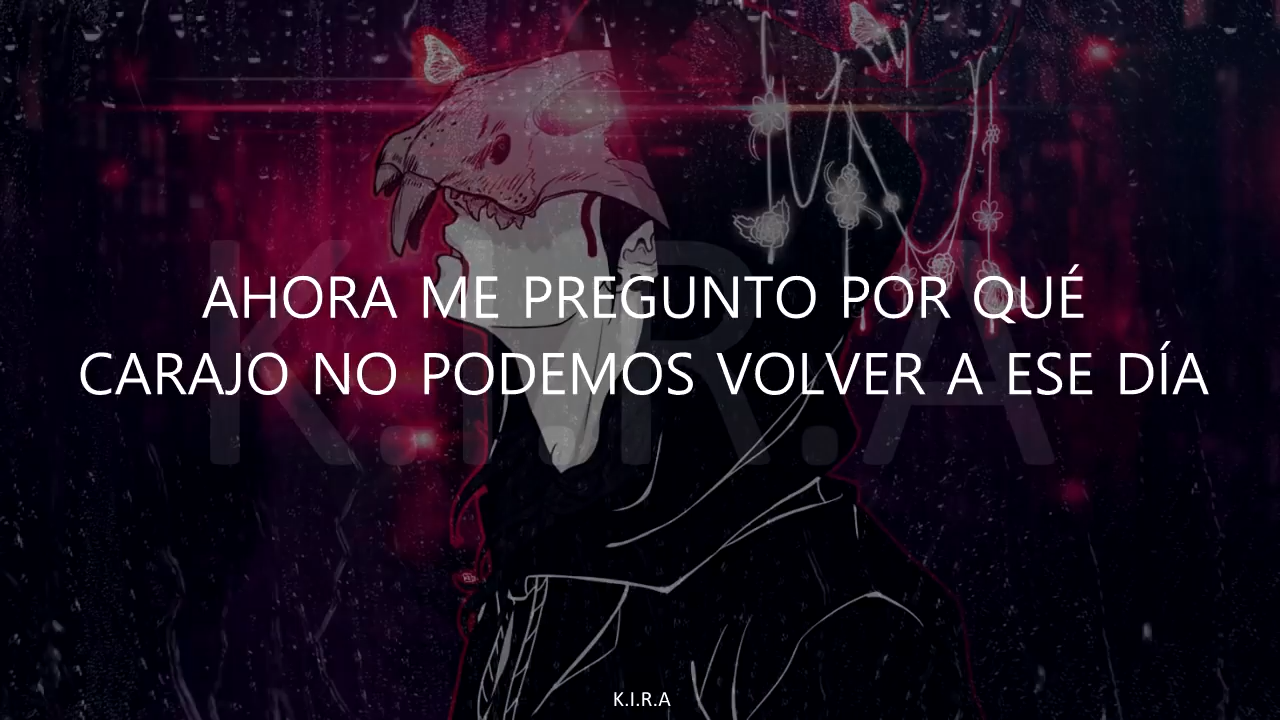 AHORA ME PREGUNTO POR QUÉ
CARAJO NO PODEMOS VOLVER A ESE DÍA
K.I.R.A
K.I.R.A